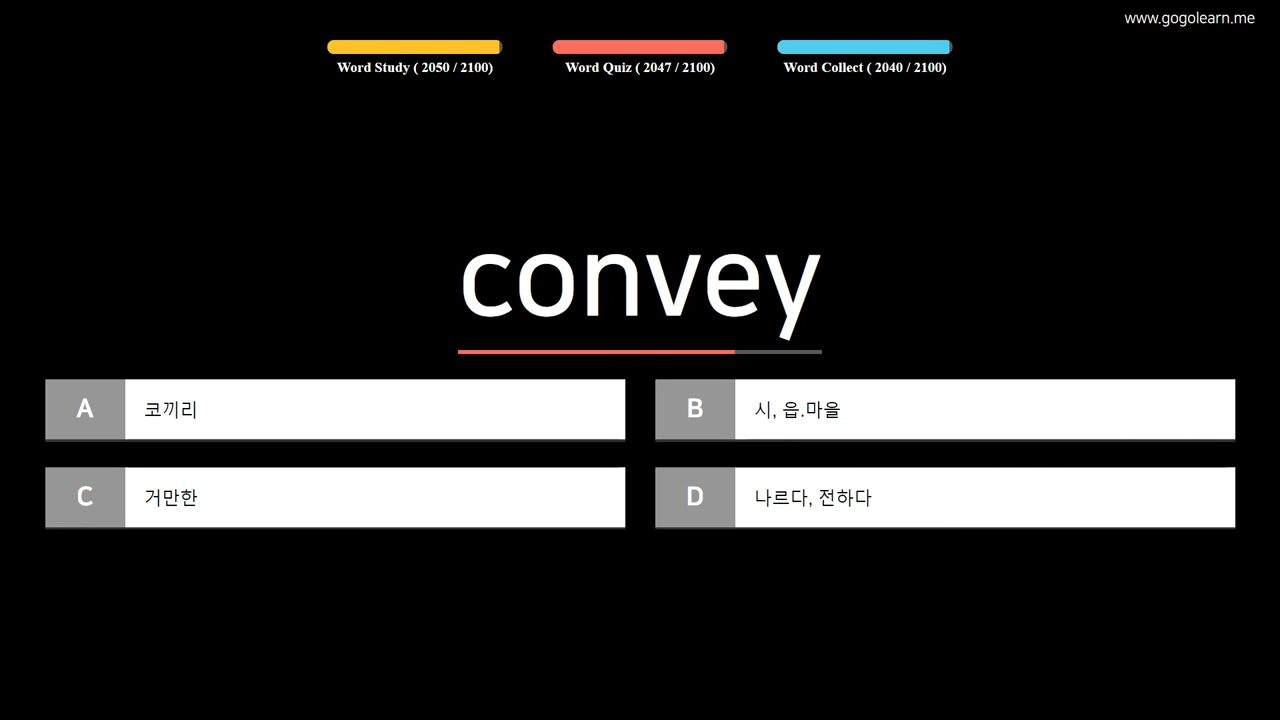 www.gogolearn.me
Word Study ( 2050 / 2100) Word Quiz ( 2047 / 2100) Word Collect ( 2040 / 2100)
convey
A 코끼리
B 시, 읍.마을
C 거만한
D 나르다, 전하다